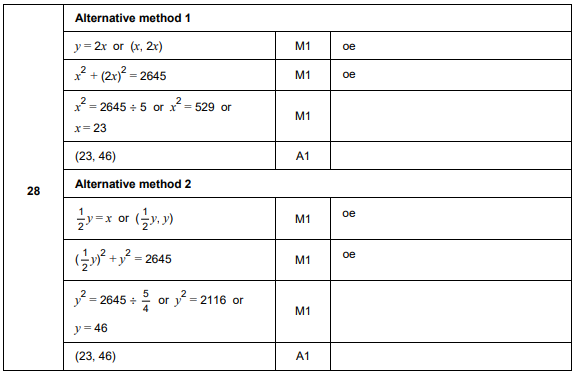 Alternative method 1
y = 2x or (x, 2x) M1 oe
x² + (2x)² = 2645 M1 oe
x² = 2645 ÷ 5 or x² = 529 or
x = 23
M1
(23, 46) A1
28
Alternative method 2
½y = x or (½y, y) M1 oe
(½y)² + y² = 2645 M1 oe
y² = 2645 ÷ 5/4 or y² = 2116 or
y = 46
M1
(23, 46) A1